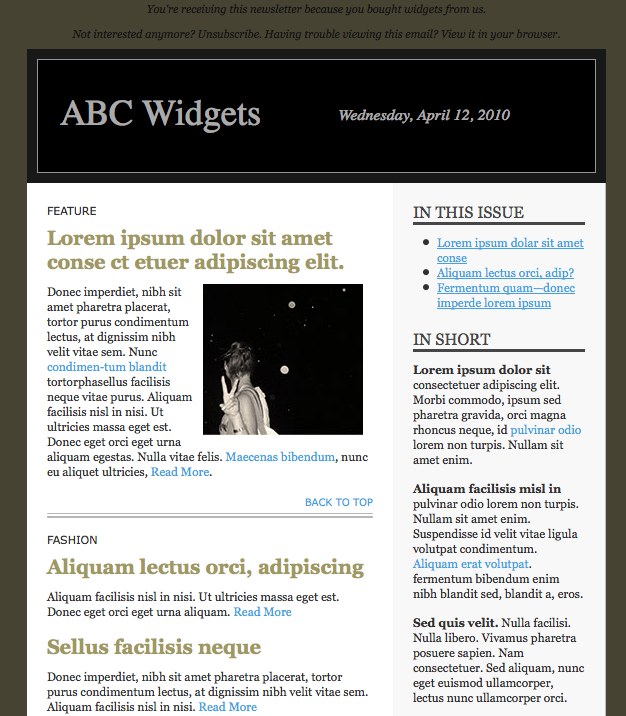 You're receiving this newsletter because you bought widgets from us.
Not interested anymore? Unsubscribe. Having trouble viewing this email? View it in your browser.
ABC Widgets
Wednesday, April 12, 2010
FEATURE
Lorem ipsum dolor sit amet
conse ct etuer adipiscing elit.
Donec imperdiet, nibh sit
amet pharetra placerat,
tortor purus condimentum
lectus, at dignissim nibh
velit vitae sem. Nunc
condimen-tum blandit
tortorphasellus facilisis
neque vitae purus. Aliquam
facilisis nisl in nisi. Ut
ultricies massa eget est.
Donec eget orci eget urna
aliquam egestas. Nulla vitae felis. Maecenas bibendum, nunc
eu aliquet ultricies, Read More.
BACK TO TOP
FASHION
Aliquam lectus orci, adipiscing
Aliquam facilisis nisl in nisi. Ut ultricies massa eget est.
Donec eget orci eget urna aliquam. Read More
Sellus facilisis neque
Donec imperdiet, nibh sit amet pharetra placerat, tortor
purus condimentum lectus, at dignissim nibh velit vitae sem.
Aliquam facilisis nisl in nisi. Read More
IN THIS ISSUE
Lorem ipsum dolar sit amet
conse
Aliquam lectus orci, adip?
Fermentum quam—donec
imperde lorem ipsum
IN SHORT
Lorem ipsum dolor sit
consectetuer adipiscing elit.
Morbi commodo, ipsum sed
pharetra gravida, orci magna
rhoncus neque, id pulvinar odio
lorem non turpis. Nullam sit
amet enim.
Aliquam facilisis misl in
pulvinar odio lorem non turpis.
Nullam sit amet enim.
Suspendisse id velit vitae ligula
volutpat condimentum.
Aliquam erat volutpat.
fermentum bibendum enim
nibh blandit sed, blandit a, eros.
Sed quis velit. Nulla facilisi.
Nulla libero. Vivamus pharetra
posuere sapien. Nam
consectetuer. Sed aliquam, nunc
eget euismod ullamcorper,
lectus nunc ullamcorper orci.